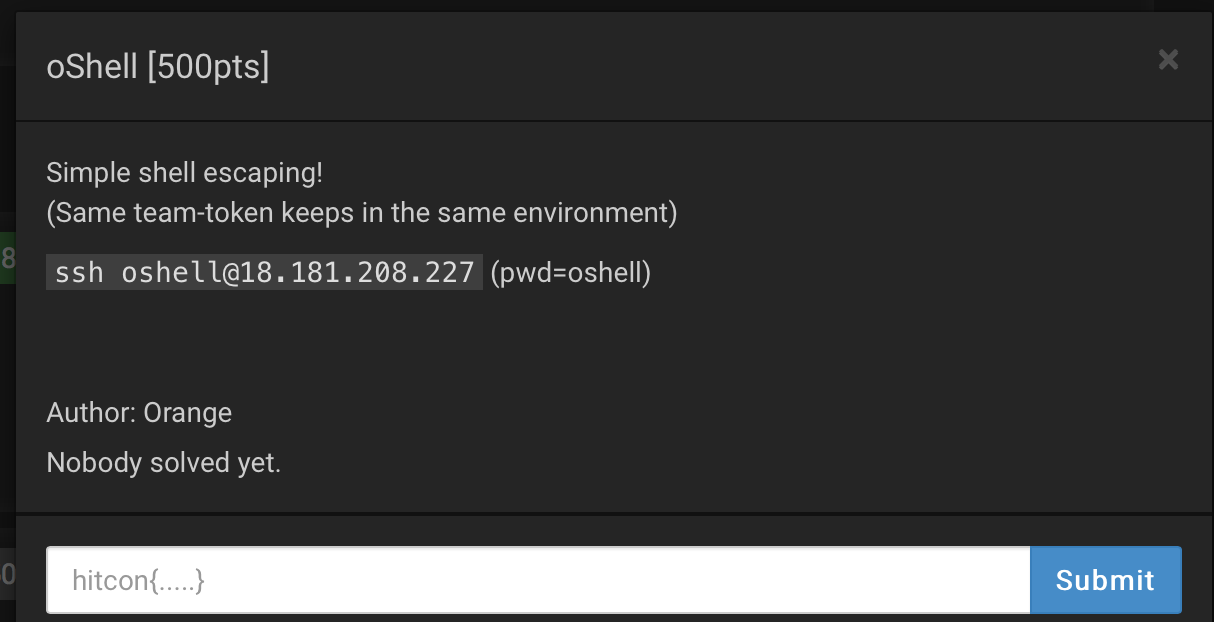 oShell [500pts]
×
Simple shell escaping!
(Same team-token keeps in the same environment)
ssh oshell@18.181.208.227 (pwd=oshell)
Author: Orange
Nobody solved yet.
hitcon{.....}
Submit